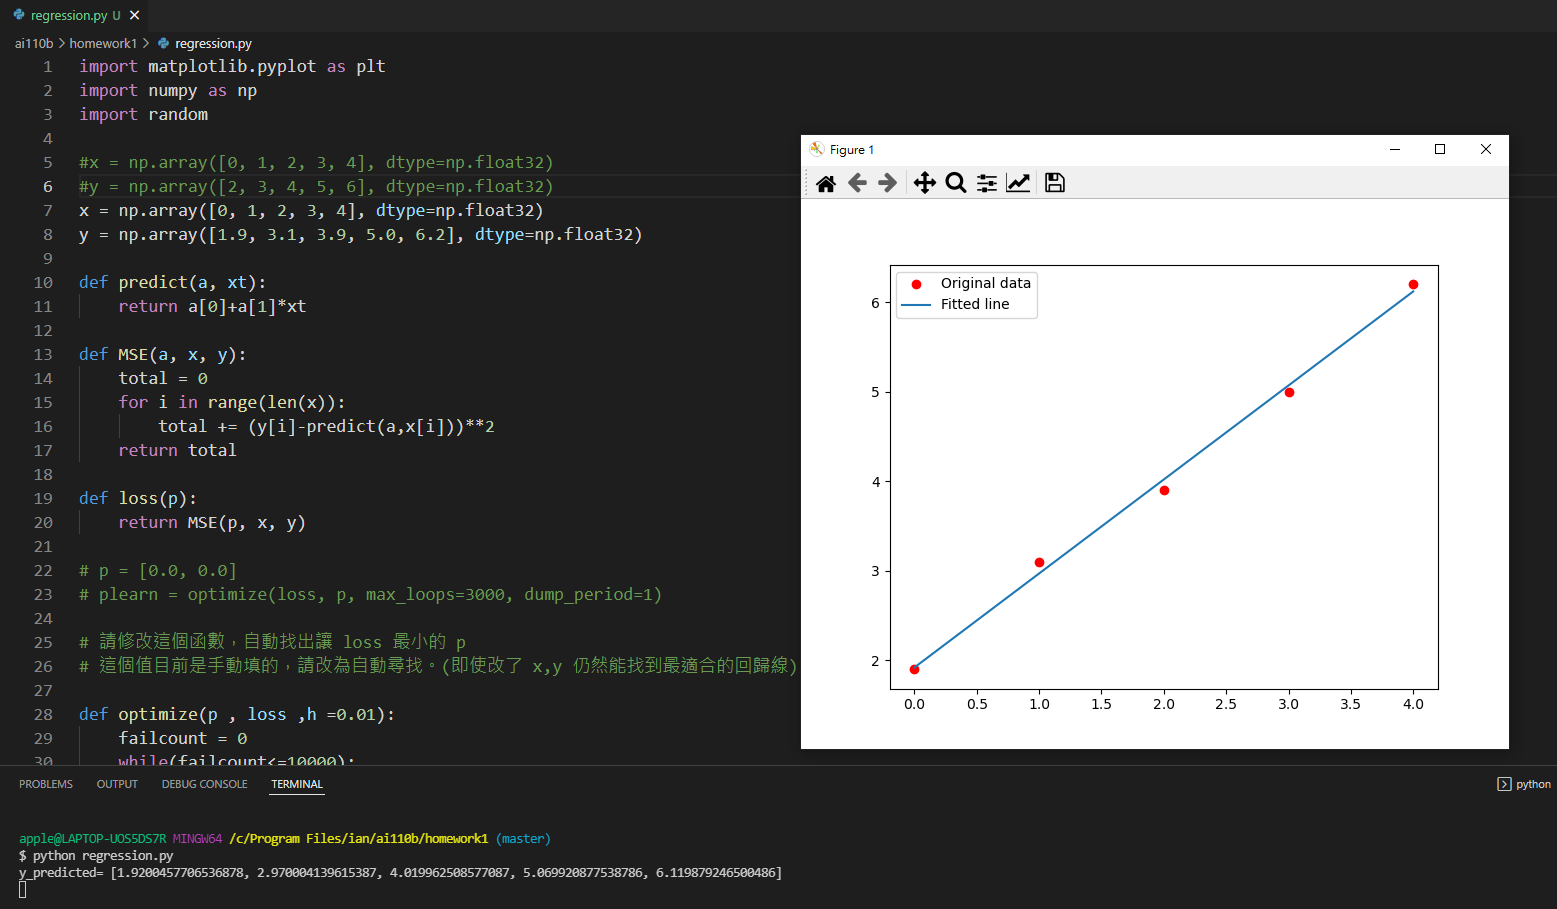 regression.py U
ai110b > homework1 > regression.py
1 import matplotlib.pyplot as plt
2 import numpy as np
3 import random
4
5 #x = np.array([0, 1, 2, 3, 4], dtype=np.float32)
6 #y = np.array([2, 3, 4, 5, 6], dtype=np.float32)
7 x = np.array([0, 1, 2, 3, 4], dtype=np.float32)
8 y = np.array([1.9, 3.1, 3.9, 5.0, 6.2], dtype=np.float32)
9
10 def predict(a, xt):
11     return a[0]+a[1]*xt
12
13 def MSE(a, x, y):
14     total = 0
15     for i in range(len(x)):
16         total += (y[i]-predict(a,x[i]))**2
17     return total
18
19 def loss(p):
20     return MSE(p, x, y)
21
22 # p = [0.0, 0.0]
23 # plearn = optimize(loss, p, max_loops=3000, dump_period=1)
24
25 # 請修改這個函數，自動找出讓 loss 最小的 p
26 # 這個值目前是手動填的，請改為自動尋找。(即使改了 x,y 仍然能找到最適合的回歸線)
27
28 def optimize(p , loss ,h =0.01):
29     failcount = 0
30     while(failcount<=10000):
Figure 1
Original data
Fitted line
6
5
4
3
2
0.0 0.5 1.0 1.5 2.0 2.5 3.0 3.5 4.0
PROBLEMS OUTPUT DEBUG CONSOLE TERMINAL
python
apple@LAPTOP-UOS5DS7R MINGW64 /c/Program Files/ian/ai110b/homework1 (master)
$ python regression.py
y_predicted= [1.9200457706536878, 2.970004139615387, 4.019962508577087, 5.069920877538786, 6.119879246500486]